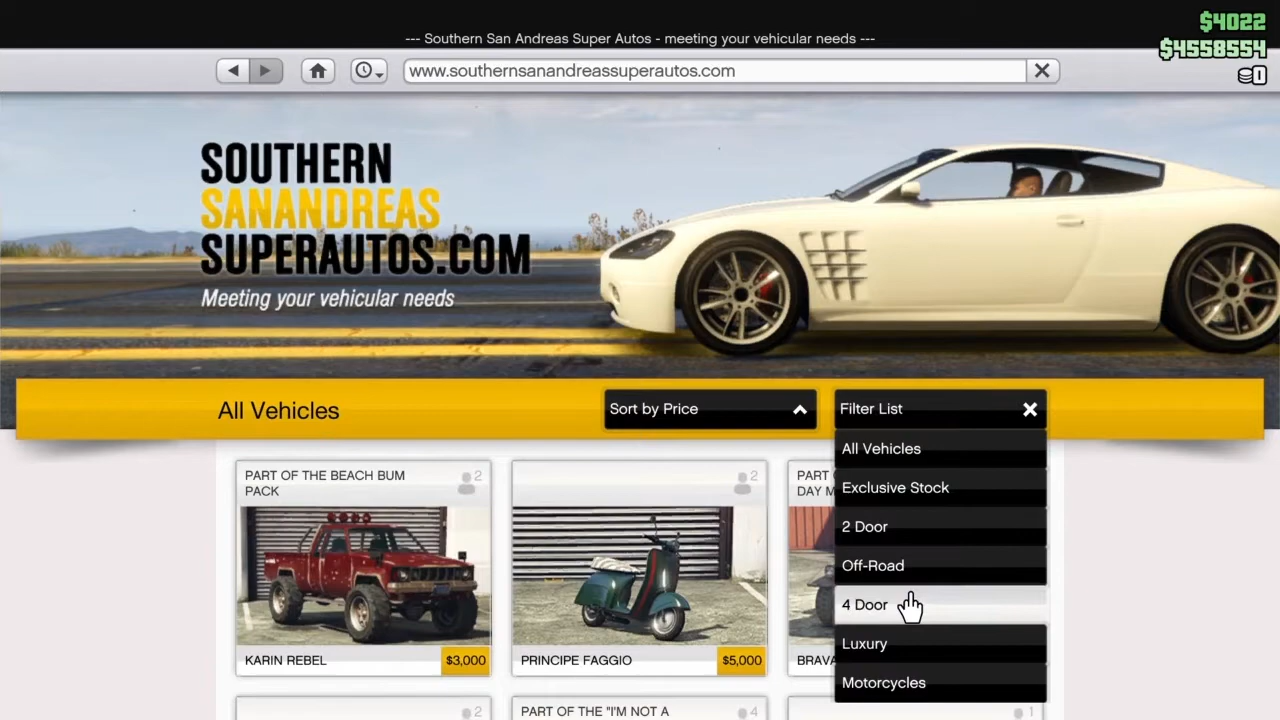 $4022
--- Southern San Andreas Super Autos - meeting your vehicular needs ---
$4558554
www.southernsanandreassuperautos.com
0
SOUTHERN
SANANDREAS
SUPERAUTOS.COM
Meeting your vehicular needs
All Vehicles
Sort by Price
Filter List
All Vehicles
Exclusive Stock
2 Door
Off-Road
4 Door
Luxury
Motorcycles
PART OF THE BEACH BUM
PACK
2
KARIN REBEL
$3,000
2
PRINCIPE FAGGIO
$5,000
PART
DAY M
BRAVA
2
PART OF THE "I'M NOT A
4
1